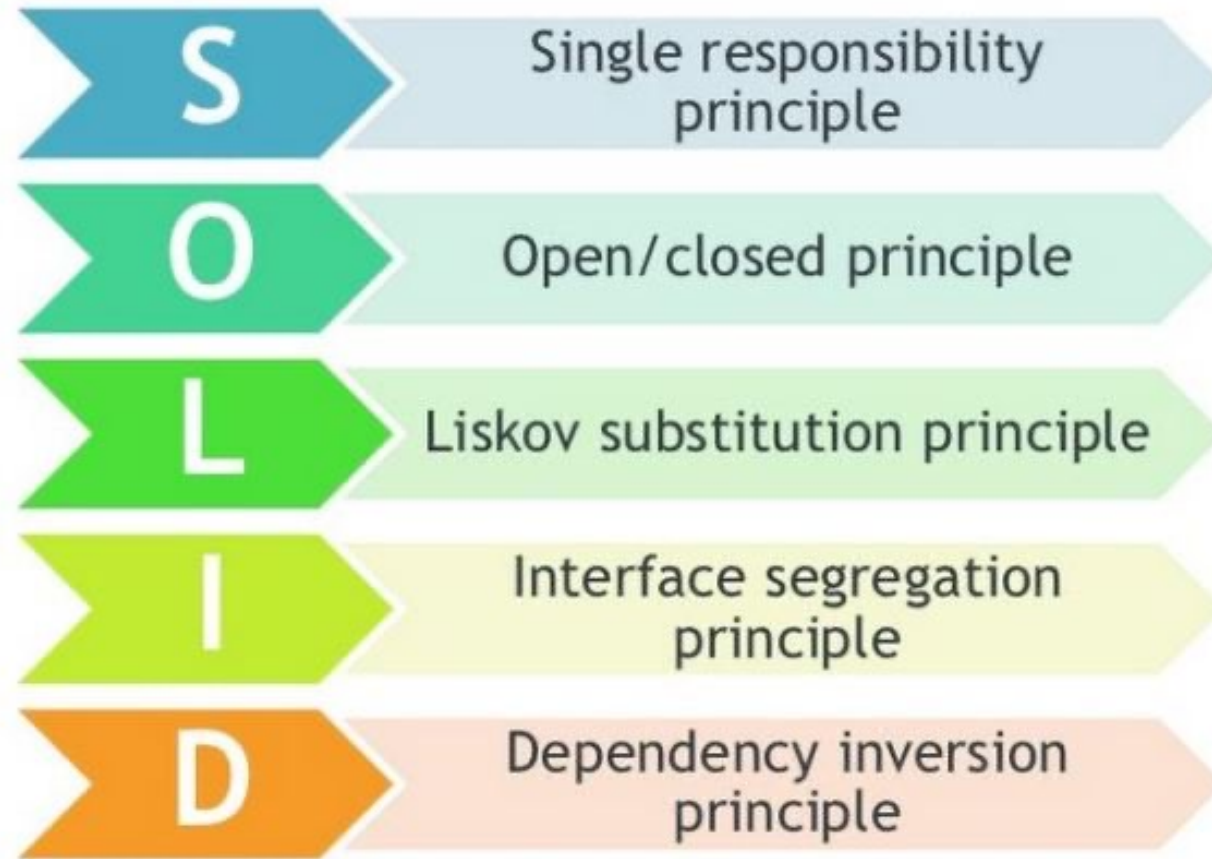 S
Single responsibility
principle
O
Open/closed principle
L
Liskov substitution principle
I
Interface segregation
principle
D
Dependency inversion
principle